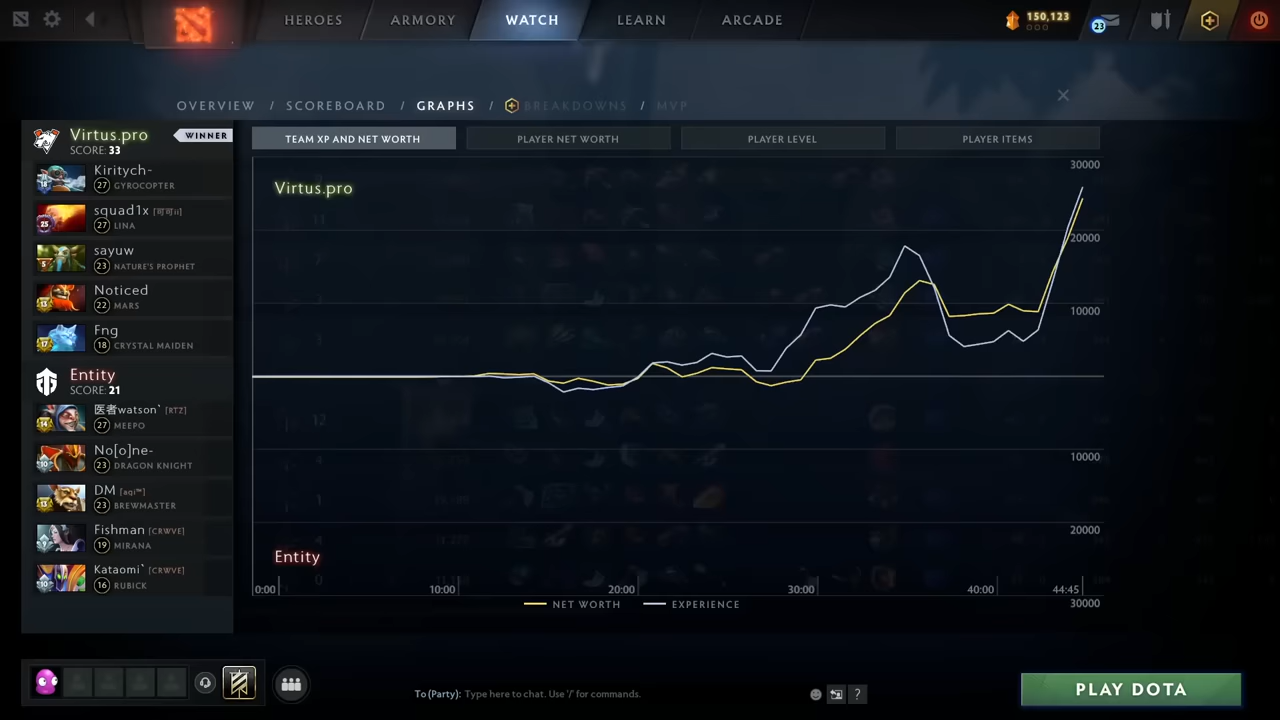 HEROES
ARMORY
WATCH
LEARN
ARCADE
150,123
23
OVERVIEW / SCOREBOARD / GRAPHS / BREAKDOWNS / MVP
TEAM XP AND NET WORTH
PLAYER NET WORTH
PLAYER LEVEL
PLAYER ITEMS
Virtus.pro
WINNER
SCORE: 33
Kiritych-
27 GYROCOPTER
squad1x [可可ii]
27 LINA
sayuw
23 NATURE'S PROPHET
Noticed
22 MARS
Fng
18 CRYSTAL MAIDEN
Entity
SCORE: 21
医者watson` [RTZ]
27 MEEPO
No[o]ne-
23 DRAGON KNIGHT
DM [aqi™]
23 BREWMASTER
Fishman [CRWVE]
19 MIRANA
Kataomi` [CRWVE]
16 RUBICK
Virtus.pro
30000
20000
10000
10000
20000
30000
Entity
0:00
10:00
20:00
30:00
40:00
44:45
NET WORTH
EXPERIENCE
To (Party): Type here to chat. Use '/' for commands.
?
PLAY DOTA